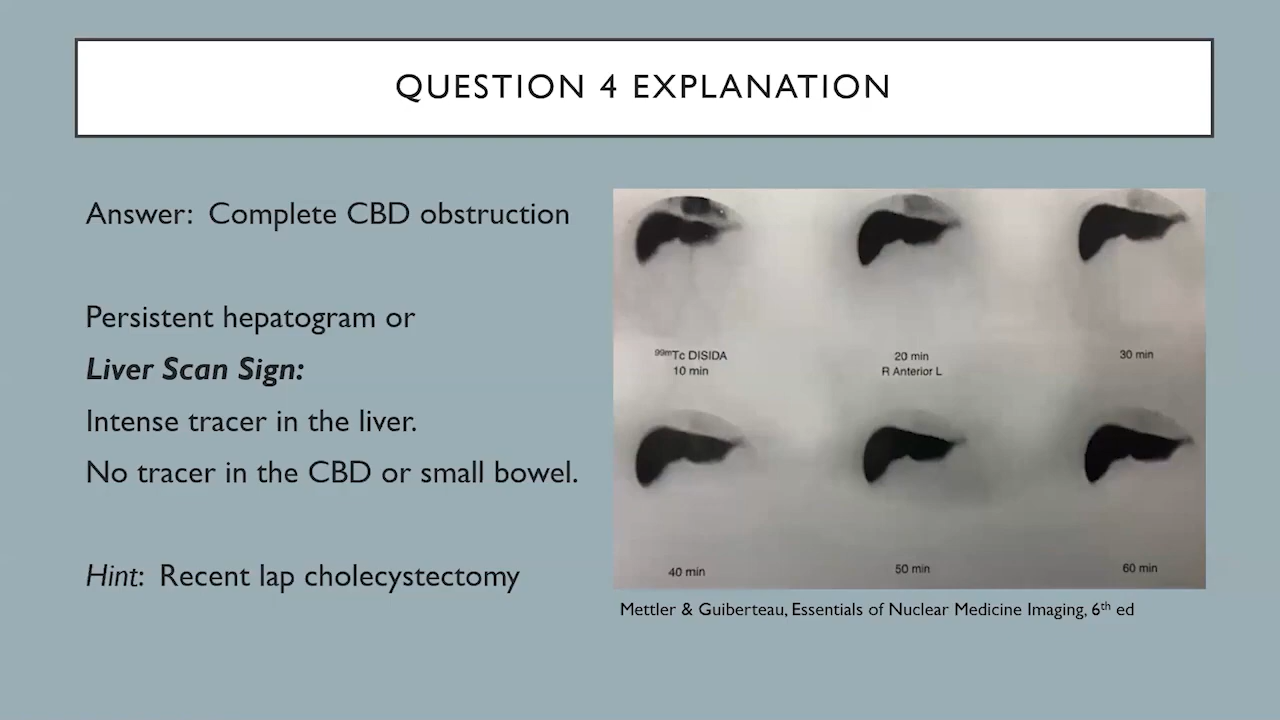 QUESTION 4 EXPLANATION
Answer: Complete CBD obstruction
Persistent hepatogram or
Liver Scan Sign:
Intense tracer in the liver.
No tracer in the CBD or small bowel.
Hint: Recent lap cholecystectomy
99mTc DISIDA
10 min
20 min
R Anterior L
30 min
40 min
50 min
60 min
Mettler & Guiberteau, Essentials of Nuclear Medicine Imaging, 6th ed